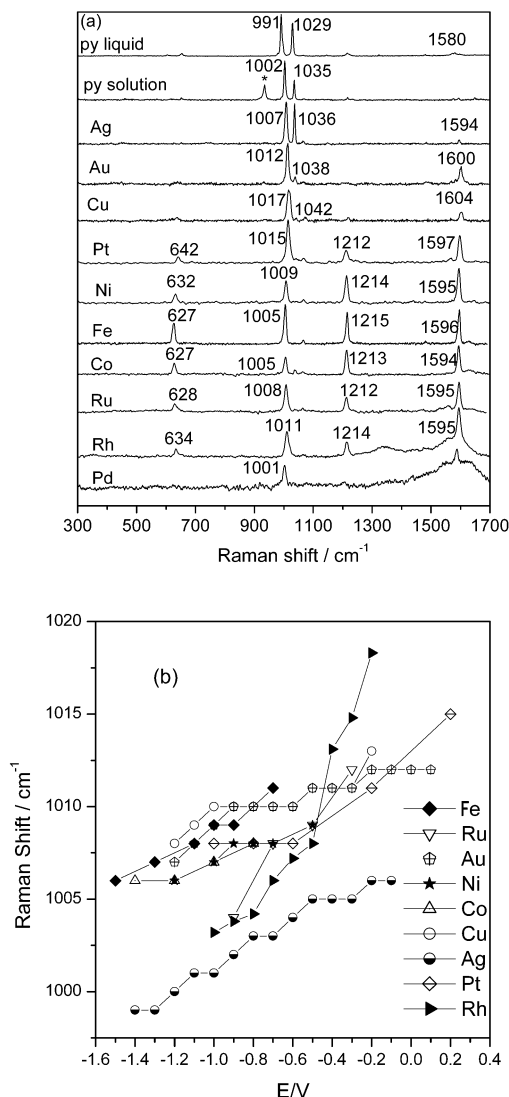 (a)
991
1029
py liquid
1580
1002
1035
py solution
*
1007
1036
Ag
1594
1012
1038
Au
1600
1017
1042
Cu
1604
1015
Pt
642
1212
1597
1009
Ni
632
1214
1595
Fe
627
1005
1215
1596
Co
627
1005
1213
1594
Ru
628
1008
1212
1595
Rh
634
1011
1214
1595
Pd
1001
300 500 700 900 1100 1300 1500 1700
Raman shift / cm-1
(b)
1020
1015
1010
1005
1000
Raman Shift / cm-1
Fe
Ru
Au
Ni
Co
Cu
Ag
Pt
Rh
-1.6 -1.4 -1.2 -1.0 -0.8 -0.6 -0.4 -0.2 0.0 0.2 0.4
E/V